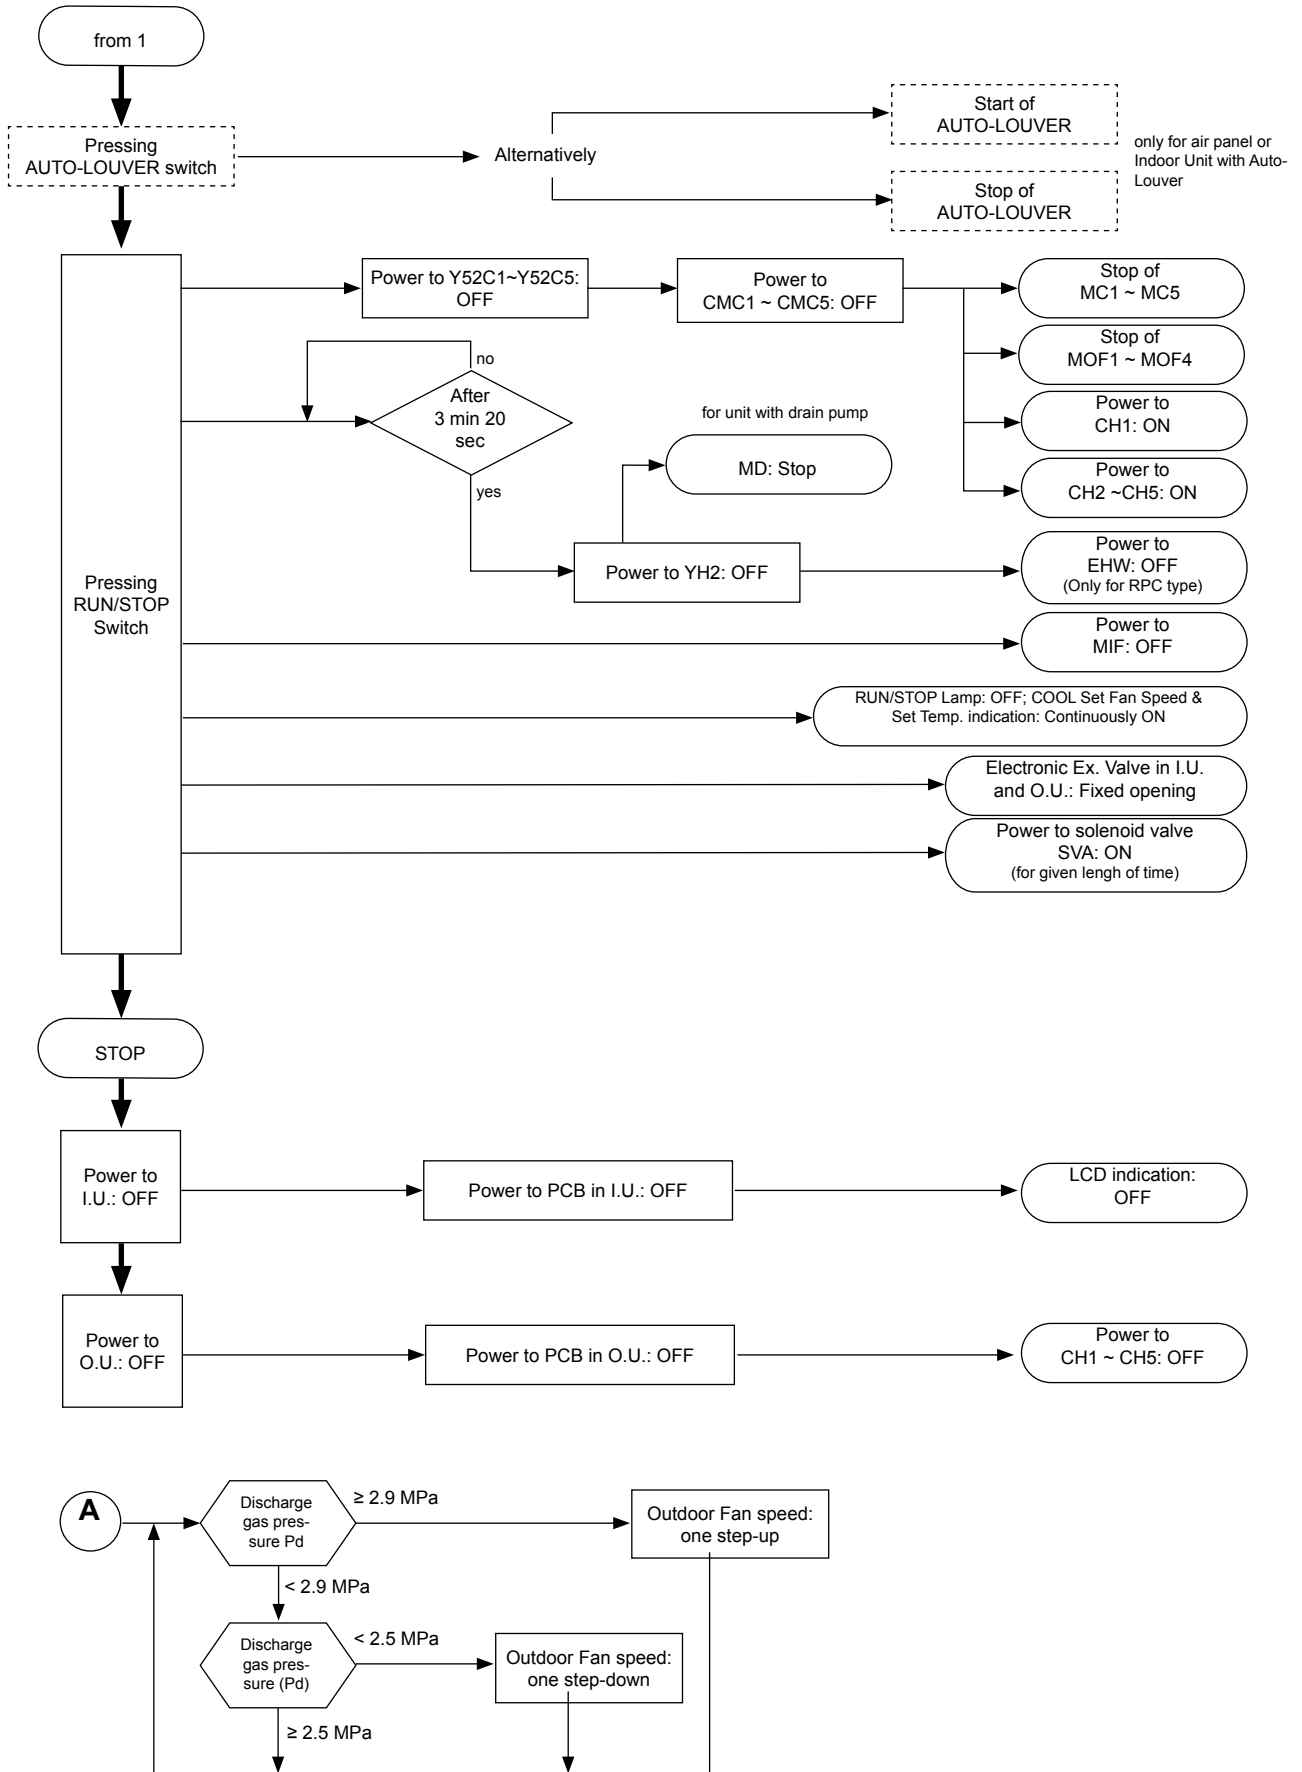 from 1
Pressing
AUTO-LOUVER switch
Alternatively
Start of
AUTO-LOUVER
Stop of
AUTO-LOUVER
only for air panel or
Indoor Unit with Auto-
Louver
Pressing
RUN/STOP
Switch
Power to Y52C1~Y52C5:
OFF
Power to
CMC1 ~ CMC5: OFF
Stop of
MC1 ~ MC5
Stop of
MOF1 ~ MOF4
Power to
CH1: ON
Power to
CH2 ~CH5: ON
no
After
3 min 20
sec
yes
for unit with drain pump
MD: Stop
Power to YH2: OFF
Power to
EHW: OFF
(Only for RPC type)
Power to
MIF: OFF
RUN/STOP Lamp: OFF; COOL Set Fan Speed &
Set Temp. indication: Continuously ON
Electronic Ex. Valve in I.U.
and O.U.: Fixed opening
Power to solenoid valve
SVA: ON
(for given lengh of time)
STOP
Power to
I.U.: OFF
Power to PCB in I.U.: OFF
LCD indication:
OFF
Power to
O.U.: OFF
Power to PCB in O.U.: OFF
Power to
CH1 ~ CH5: OFF
A
Discharge
gas pres-
sure Pd
≥ 2.9 MPa
Outdoor Fan speed:
one step-up
< 2.9 MPa
Discharge
gas pres-
sure (Pd)
< 2.5 MPa
Outdoor Fan speed:
one step-down
≥ 2.5 MPa